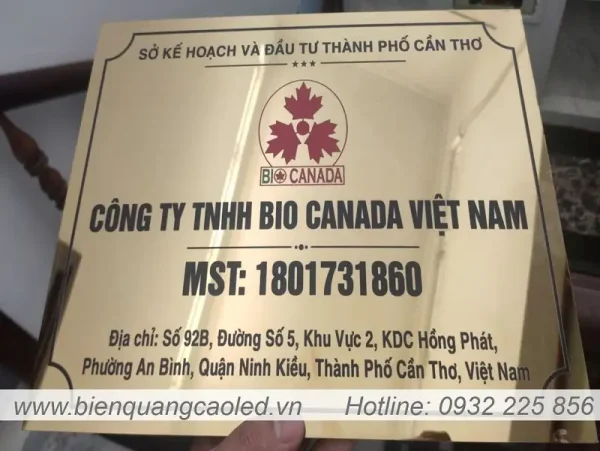 SỞ KẾ HOẠCH VÀ ĐẦU TƯ THÀNH PHỐ CẦN THƠ
BIO CANADA
CÔNG TY TNHH BIO CANADA VIỆT NAM
MST: 1801731860
Địa chỉ: Số 92B, Đường Số 5, Khu Vực 2, KDC Hồng Phát,
Phường An Bình, Quận Ninh Kiều, Thành Phố Cần Thơ, Việt Nam
www.bienquangcaoled.vn Hotline: 0932 225 856